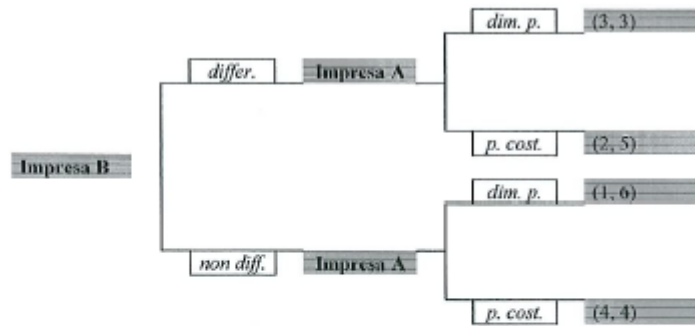 dim. p. (3, 3)
differ. Impresa A
p. cost. (2, 5)
Impresa B
dim. p. (1, 6)
non diff. Impresa A
p. cost. (4, 4)